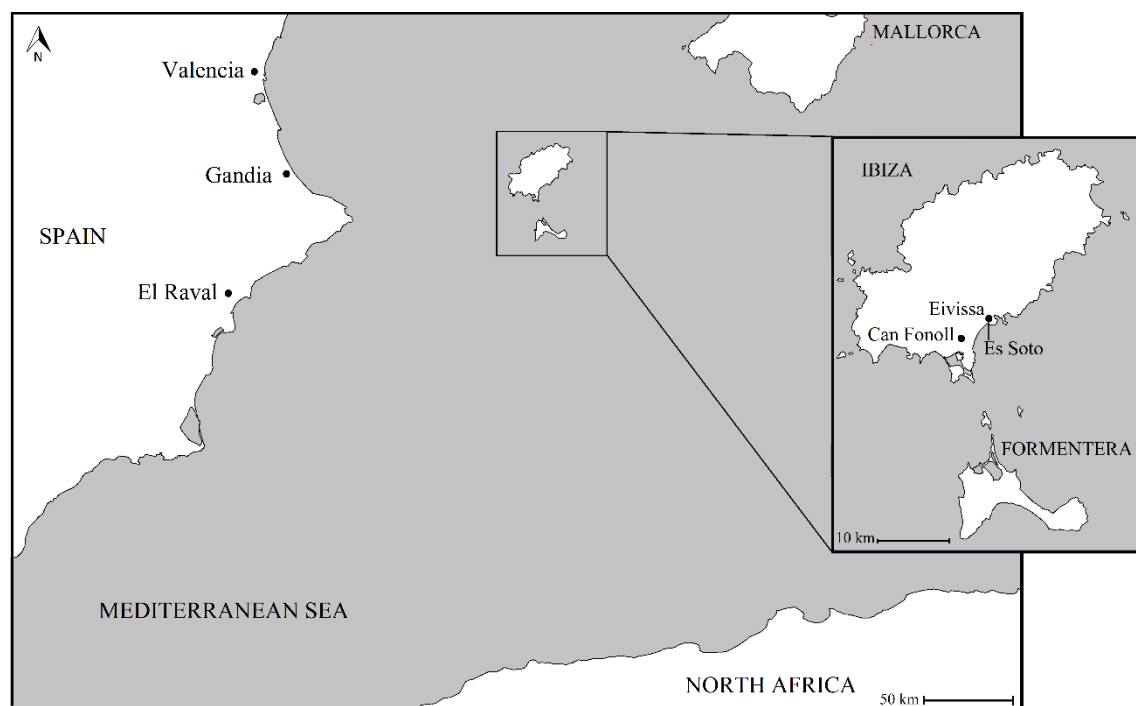 N
MALLORCA
Valencia
Gandia
IBIZA
SPAIN
El Raval
Eivissa
Can Fonoll
Es Soto
FORMENTERA
10 km
MEDITERRANEAN SEA
NORTH AFRICA
50 km